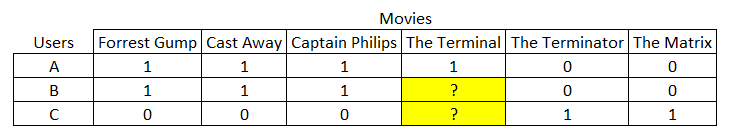 Movies
Users Forrest Gump Cast Away Captain Philips The Terminal The Terminator The Matrix
A 1 1 1 1 0 0
B 1 1 1 ? 0 0
C 0 0 0 ? 1 1